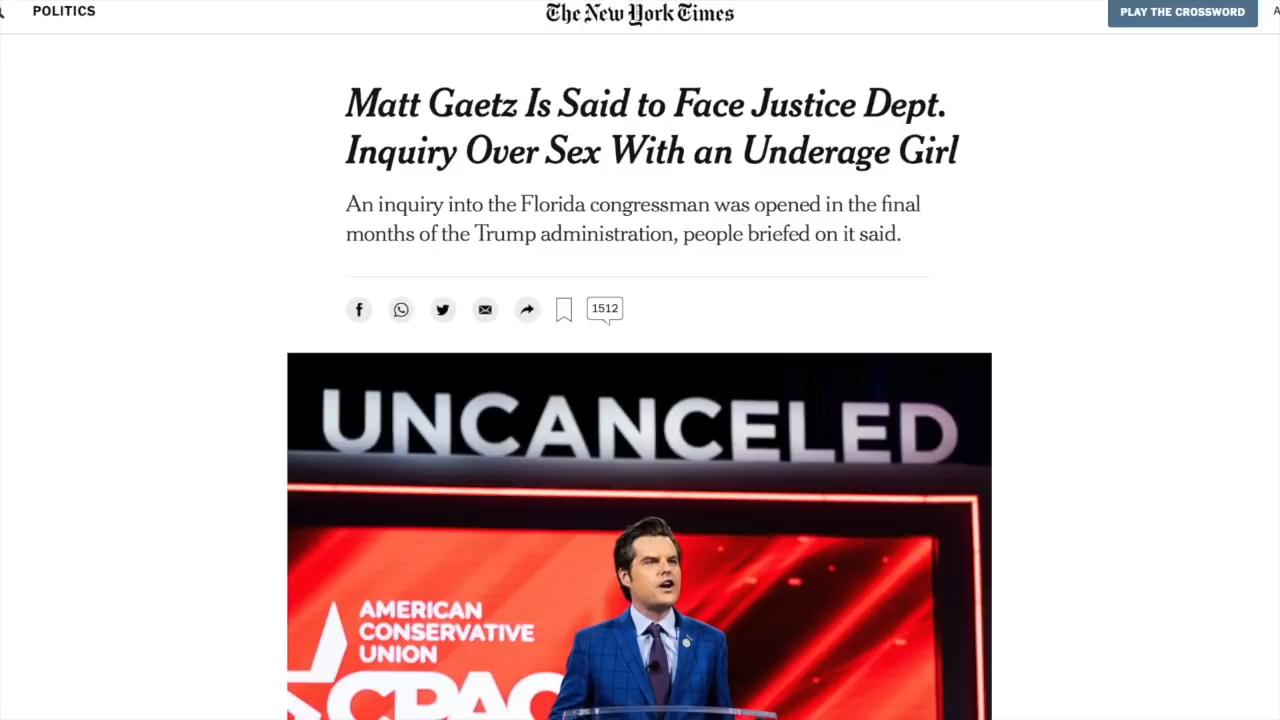 POLITICS
The New York Times
PLAY THE CROSSWORD
Matt Gaetz Is Said to Face Justice Dept.
Inquiry Over Sex With an Underage Girl
An inquiry into the Florida congressman was opened in the final
months of the Trump administration, people briefed on it said.
1512
UNCANCELED
AMERICAN
CONSERVATIVE
UNION
CPAC